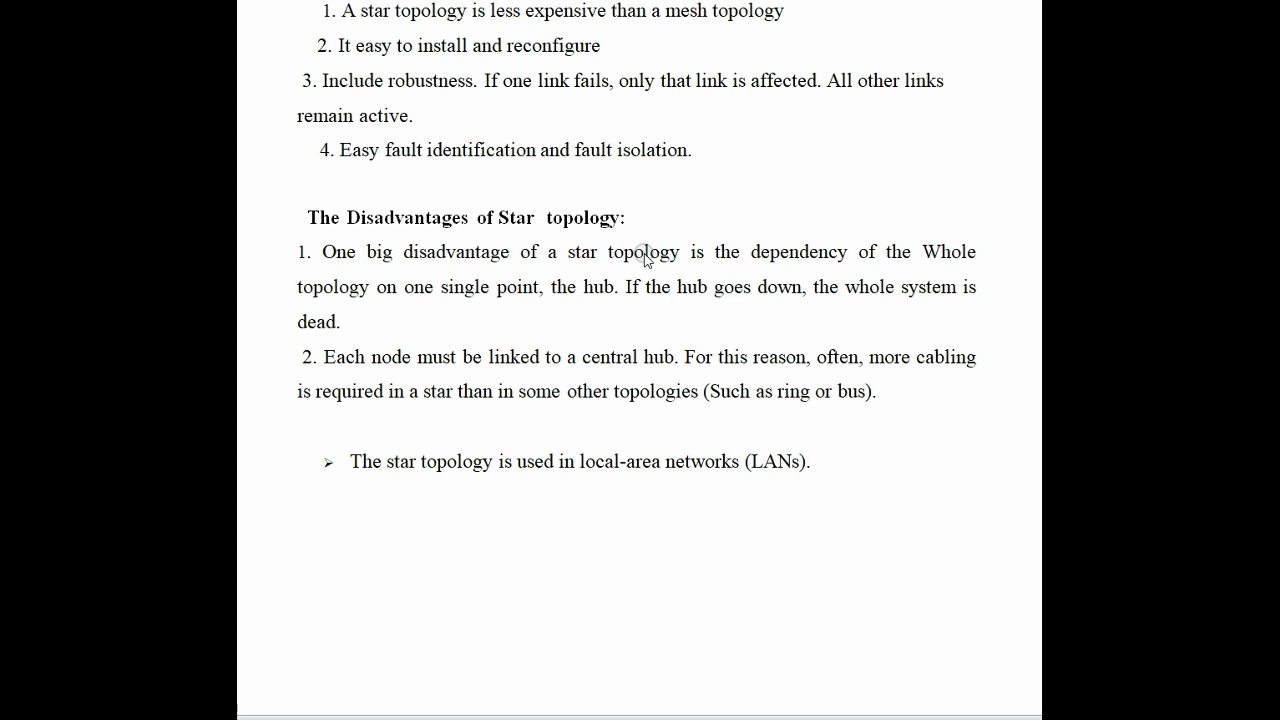 1. A star topology is less expensive than a mesh topology
2. It easy to install and reconfigure
3. Include robustness. If one link fails, only that link is affected. All other links
remain active.
4. Easy fault identification and fault isolation.
The Disadvantages of Star topology:
1. One big disadvantage of a star topology is the dependency of the Whole
topology on one single point, the hub. If the hub goes down, the whole system is
dead.
2. Each node must be linked to a central hub. For this reason, often, more cabling
is required in a star than in some other topologies (Such as ring or bus).
➢ The star topology is used in local-area networks (LANs).